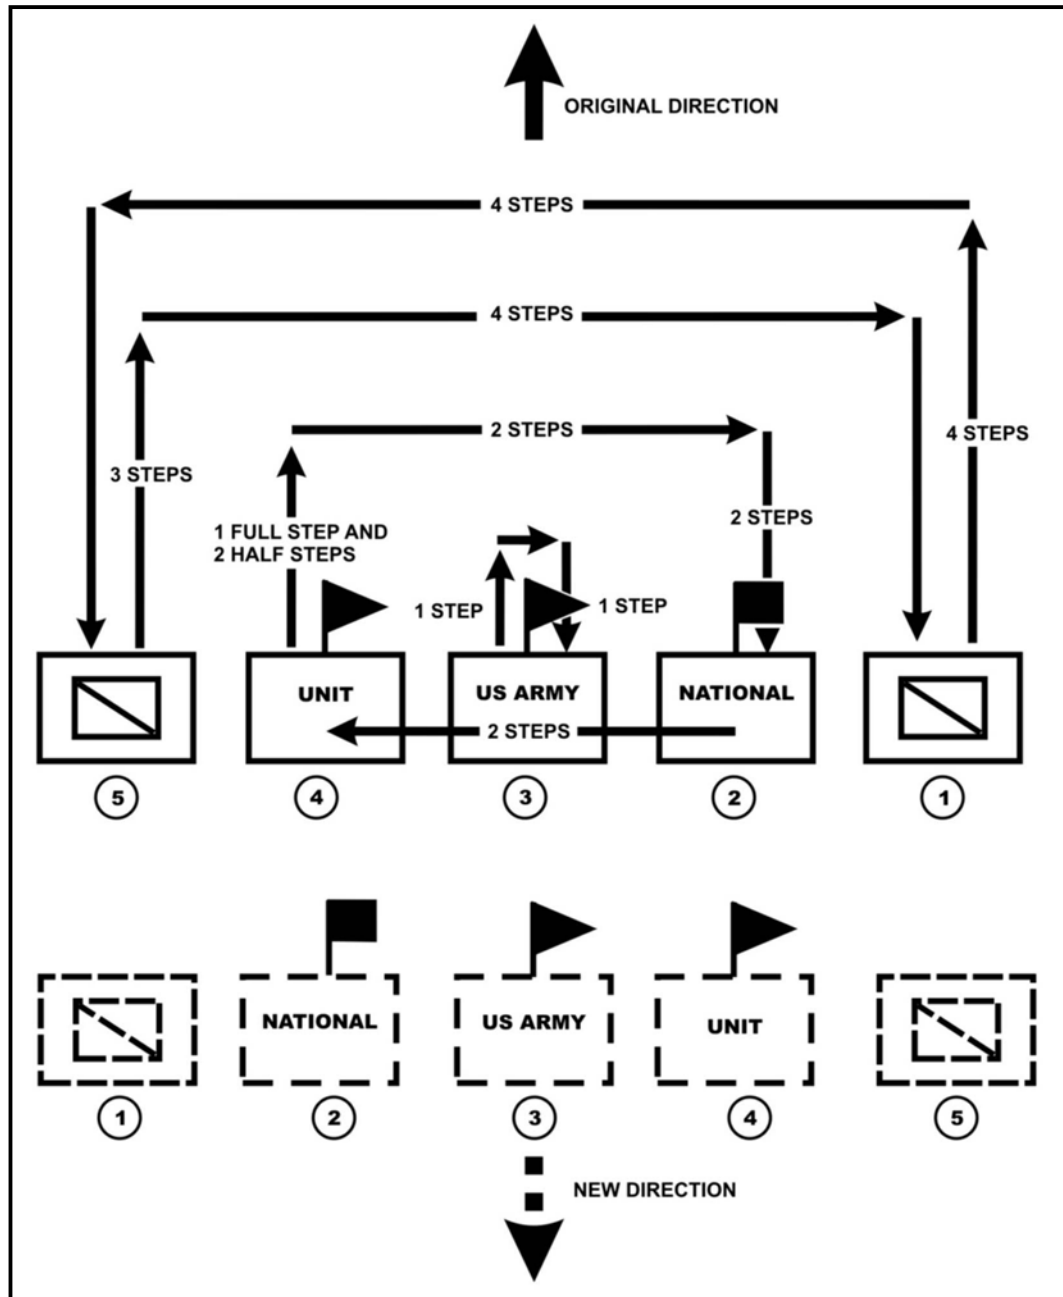 ORIGINAL DIRECTION
4 STEPS
4 STEPS
2 STEPS
4 STEPS
3 STEPS
1 FULL STEP AND
2 HALF STEPS
2 STEPS
1 STEP
1 STEP
UNIT
US ARMY
NATIONAL
2 STEPS
5
4
3
2
1
NATIONAL
US ARMY
UNIT
1
2
3
4
5
NEW DIRECTION